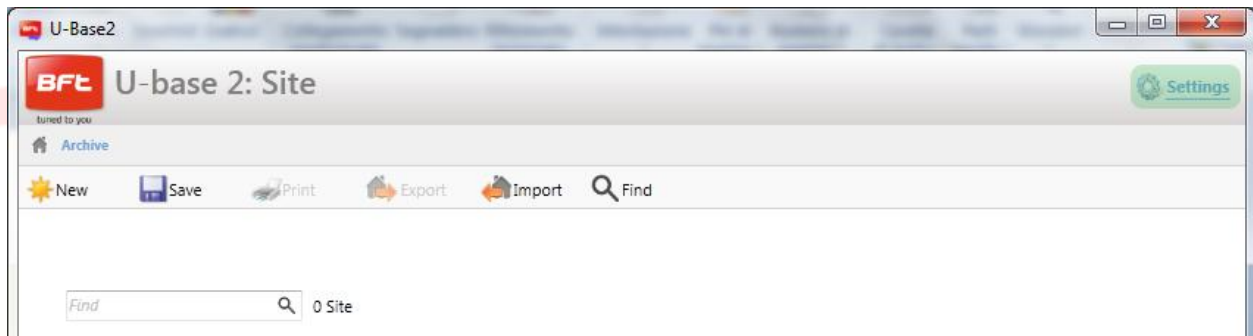 U-Base2
BFt U-base 2: Site Settings
tuned to you
Archive
New Save Print Export Import Find
Find 0 Site